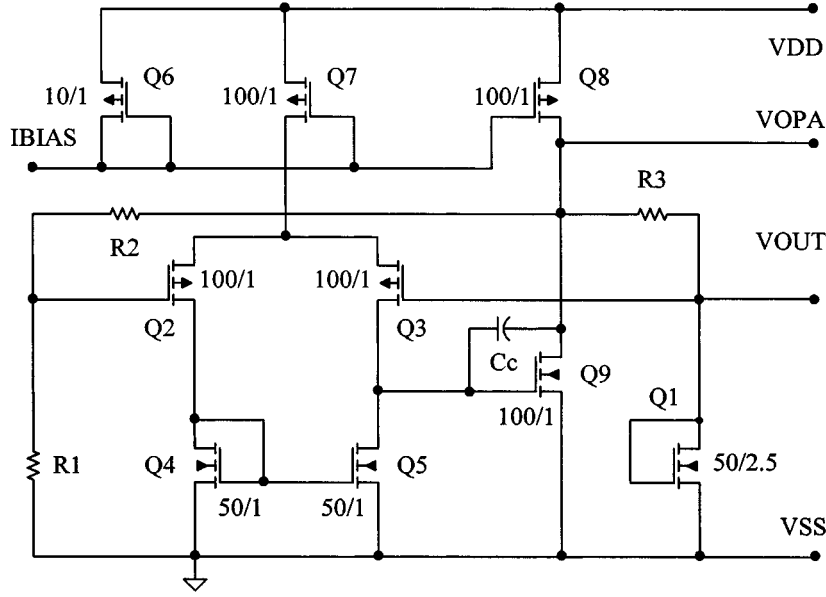 VDD
Q6
Q7
Q8
10/1
100/1
100/1
VOPA
IBIAS
R3
R2
VOUT
100/1
100/1
Q2
Q3
Cc
Q9
Q1
100/1
R1
Q4
Q5
50/2.5
50/1
50/1
VSS